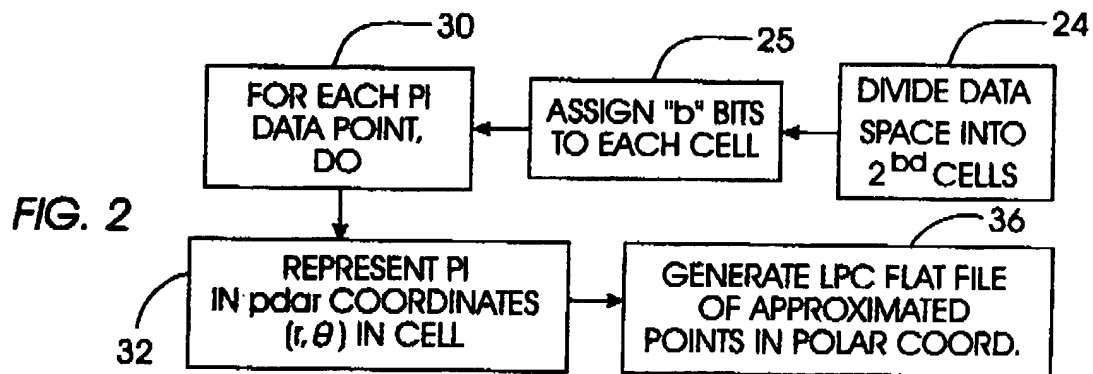 30
25
24
FOR EACH PI
DATA POINT,
DO
ASSIGN "b" BITS
TO EACH CELL
DIVIDE DATA
SPACE INTO
2^bd CELLS
FIG. 2
36
REPRESENT PI
IN pdar COORDINATES
(r, θ) IN CELL
32
GENERATE LPC FLAT FILE
OF APPROXIMATED
POINTS IN POLAR COORD.